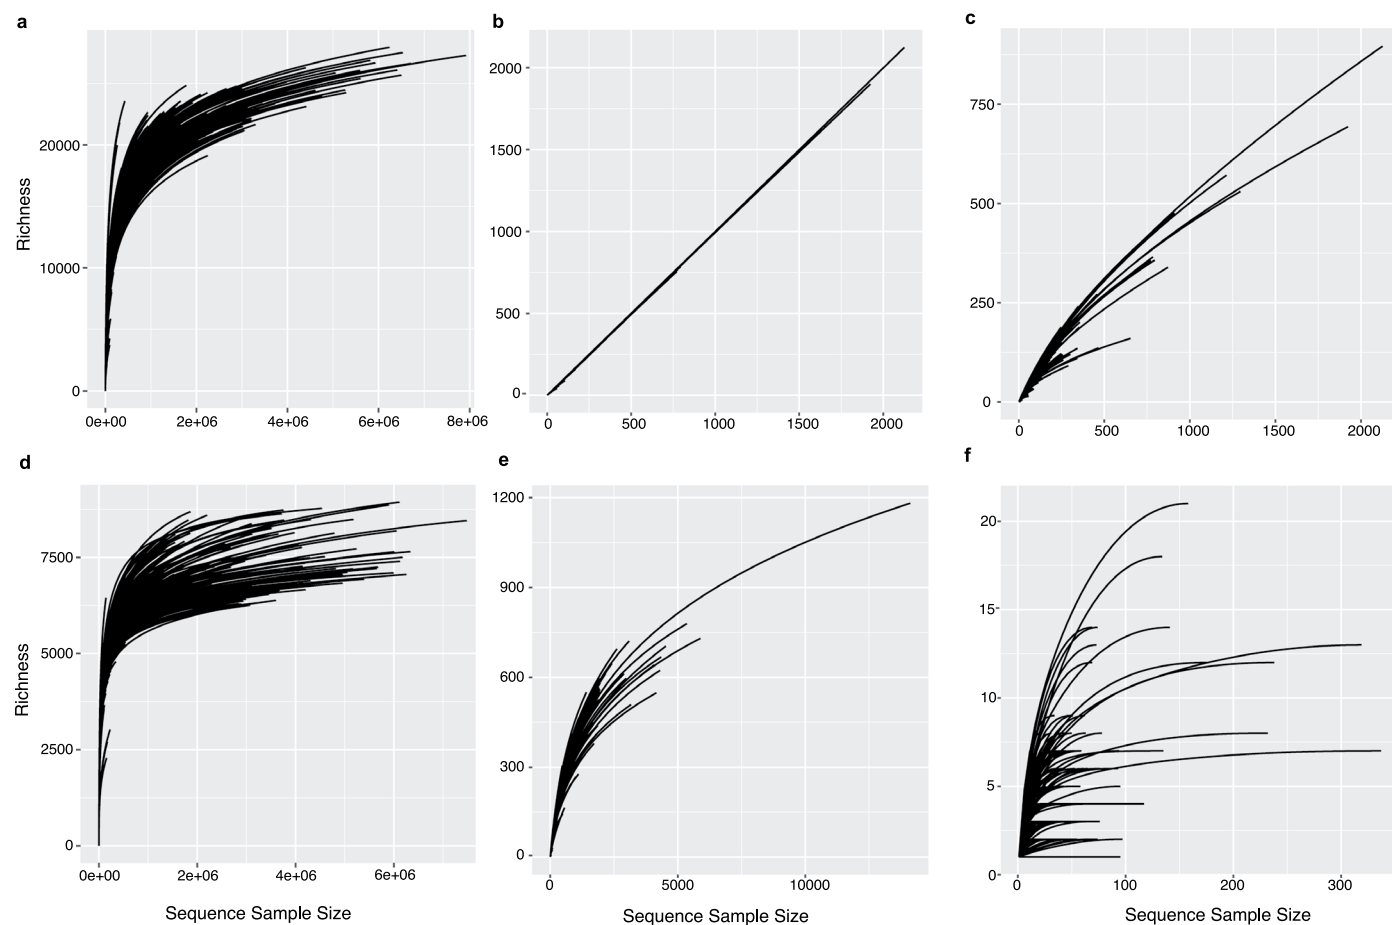 a
b
c
Richness
20000
10000
0
0e+00 2e+06 4e+06 6e+06 8e+06
2000
1500
1000
500
0
0 500 1000 1500 2000
750
500
250
0
0 500 1000 1500 2000
d
e
f
Richness
7500
5000
2500
0
0e+00 2e+06 4e+06 6e+06
Sequence Sample Size
1200
900
600
300
0
0 5000 10000
Sequence Sample Size
20
15
10
5
0
0 100 200 300
Sequence Sample Size